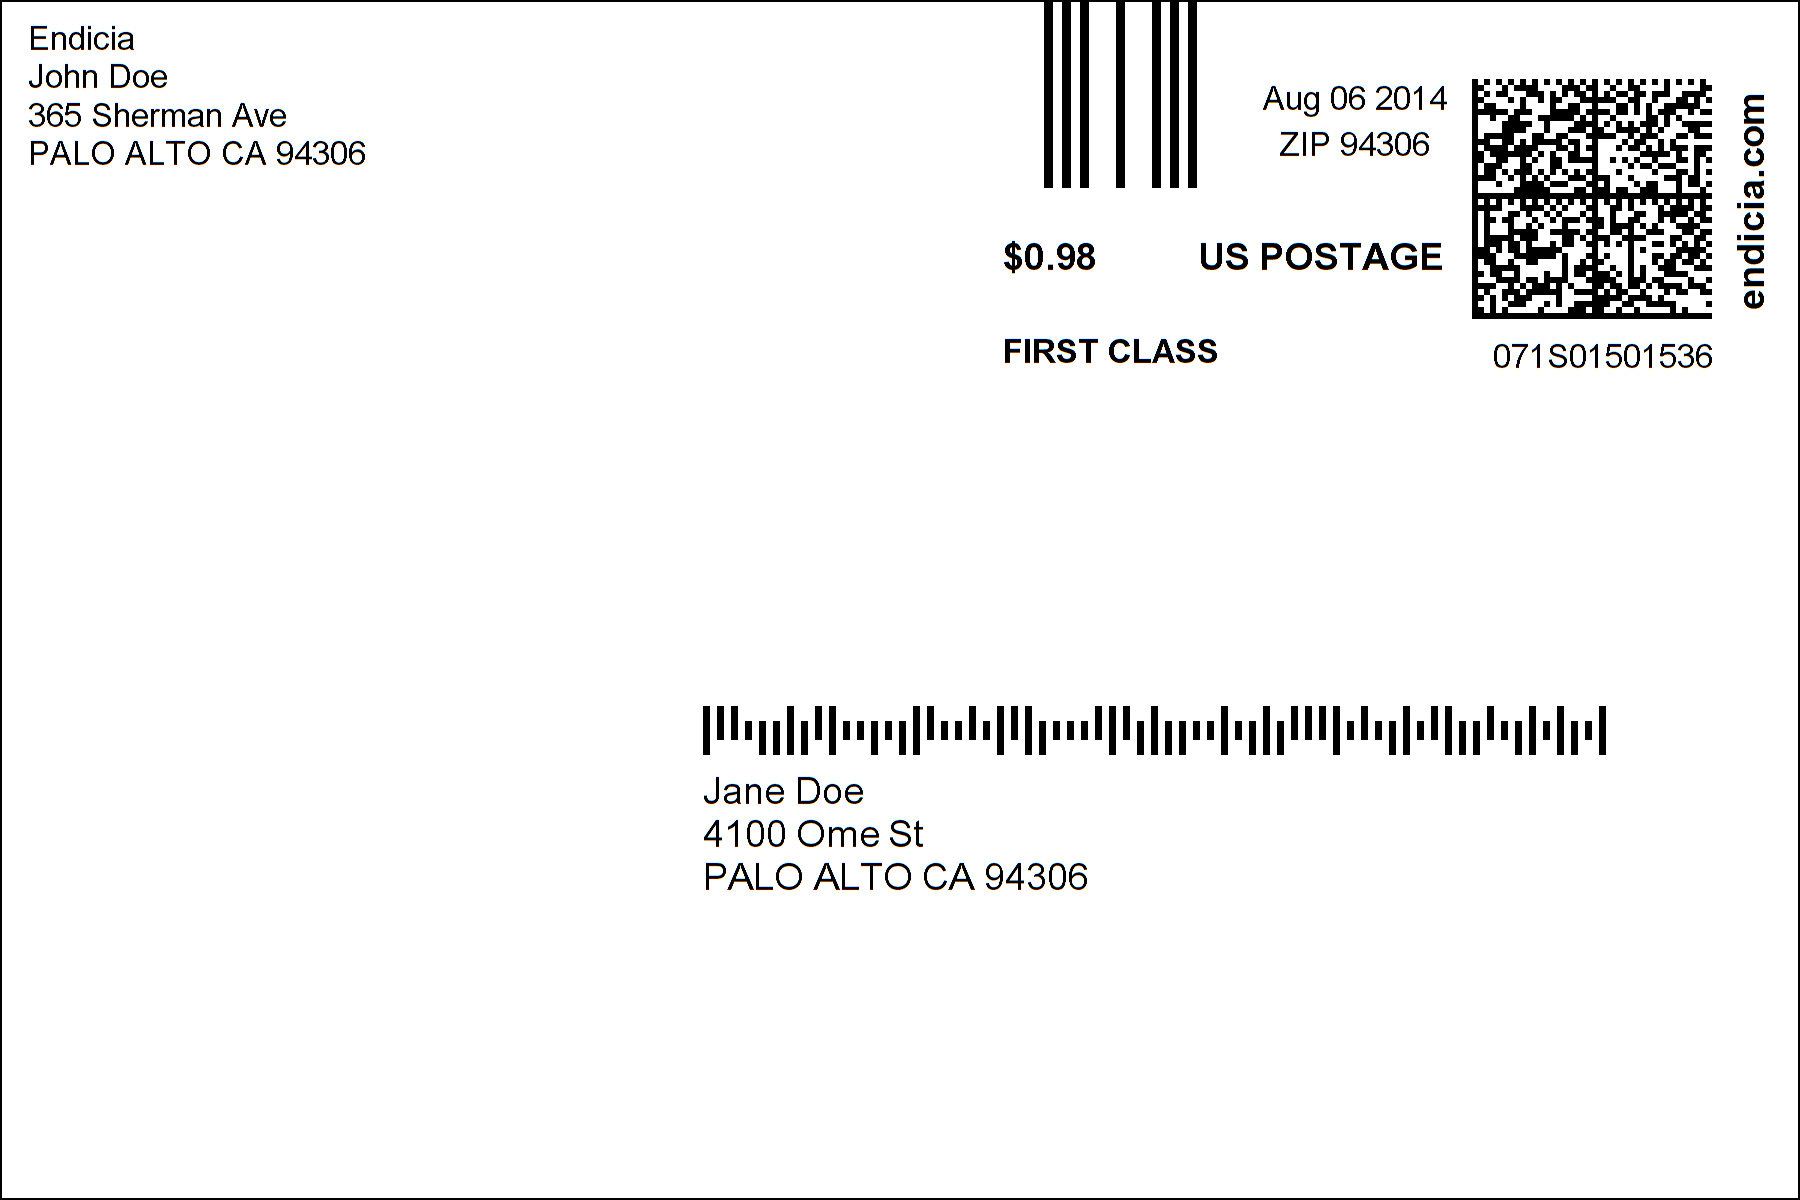 Endicia
John Doe
365 Sherman Ave
PALO ALTO CA 94306
Aug 06 2014
ZIP 94306
$0.98 US POSTAGE
FIRST CLASS
071S01501536
endicia.com
Jane Doe
4100 Ome St
PALO ALTO CA 94306